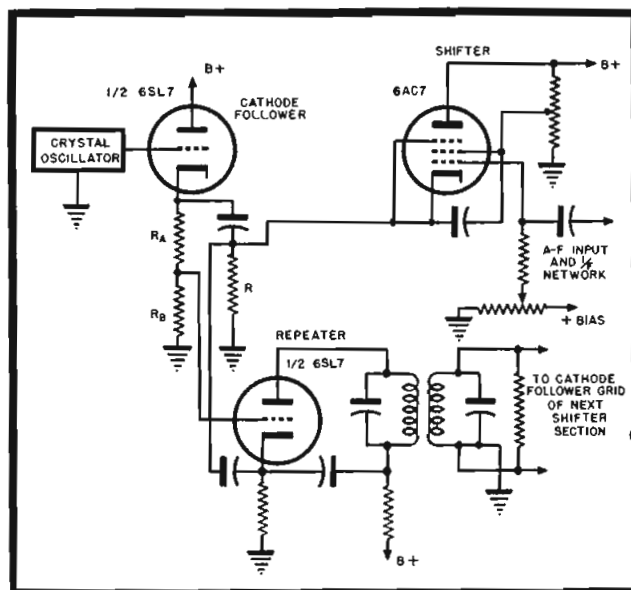 SHIFTER
B+
B+
1/2 6SL7
6AC7
CATHODE
FOLLOWER
CRYSTAL
OSCILLATOR
RA
R
A-F INPUT
AND 1/f
NETWORK
RB
+ BIAS
REPEATER
1/2 6SL7
TO CATHODE
FOLLOWER GRID
OF NEXT
SHIFTER
SECTION
B+